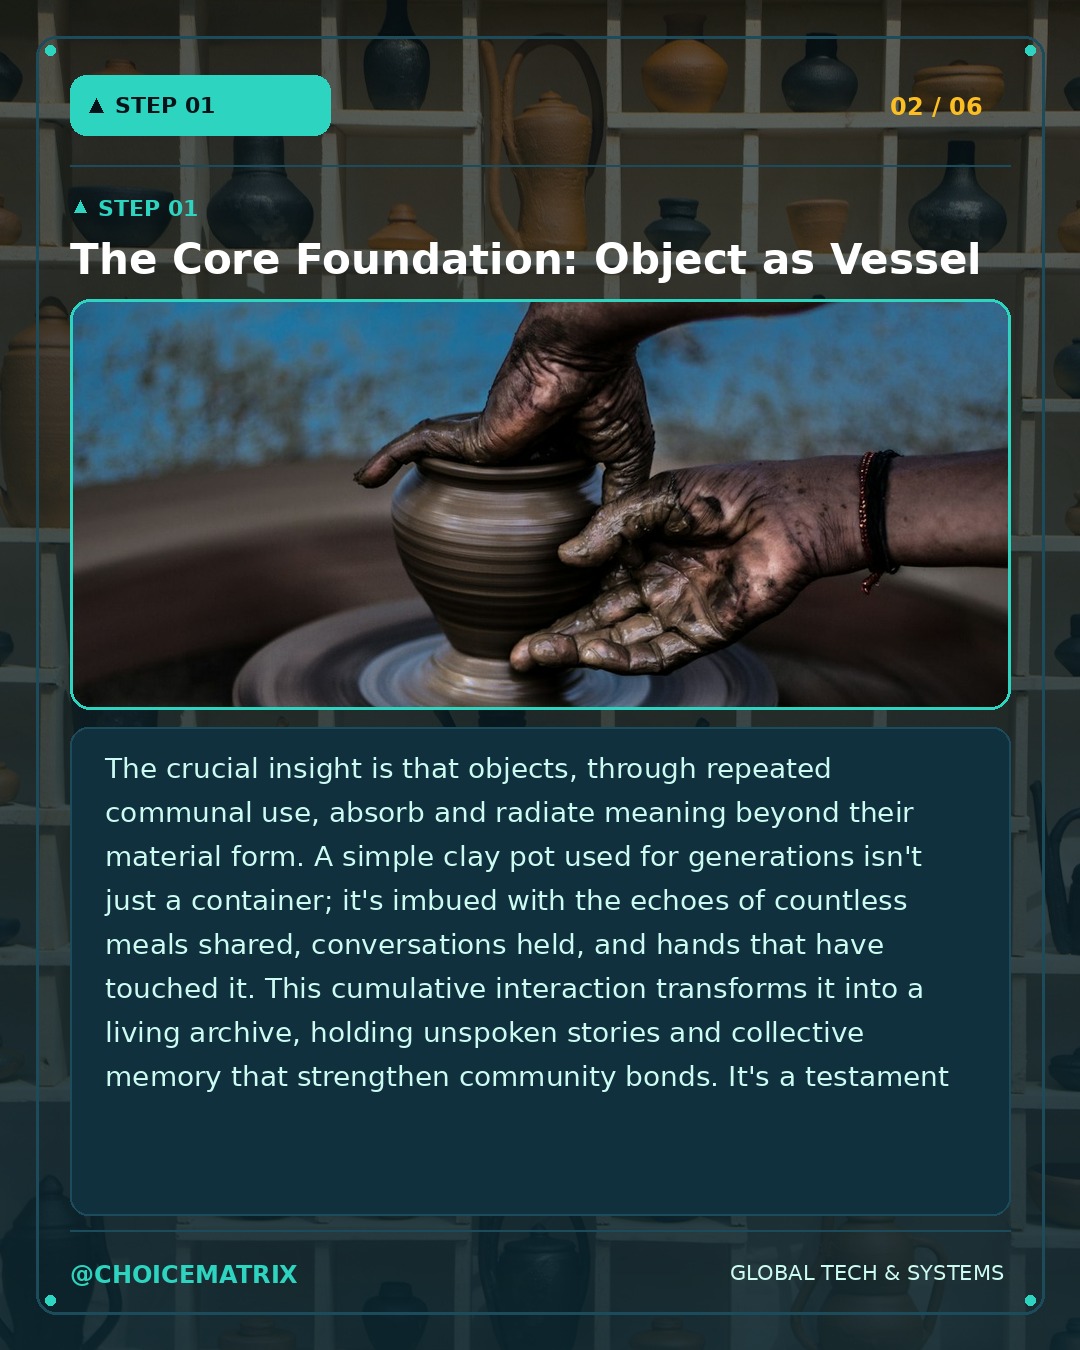 ▲ STEP 01
02 / 06
▲ STEP 01
The Core Foundation: Object as Vessel
The crucial insight is that objects, through repeated
communal use, absorb and radiate meaning beyond their
material form. A simple clay pot used for generations isn't
just a container; it's imbued with the echoes of countless
meals shared, conversations held, and hands that have
touched it. This cumulative interaction transforms it into a
living archive, holding unspoken stories and collective
memory that strengthen community bonds. It's a testament
@CHOICEMATRIX
GLOBAL TECH & SYSTEMS